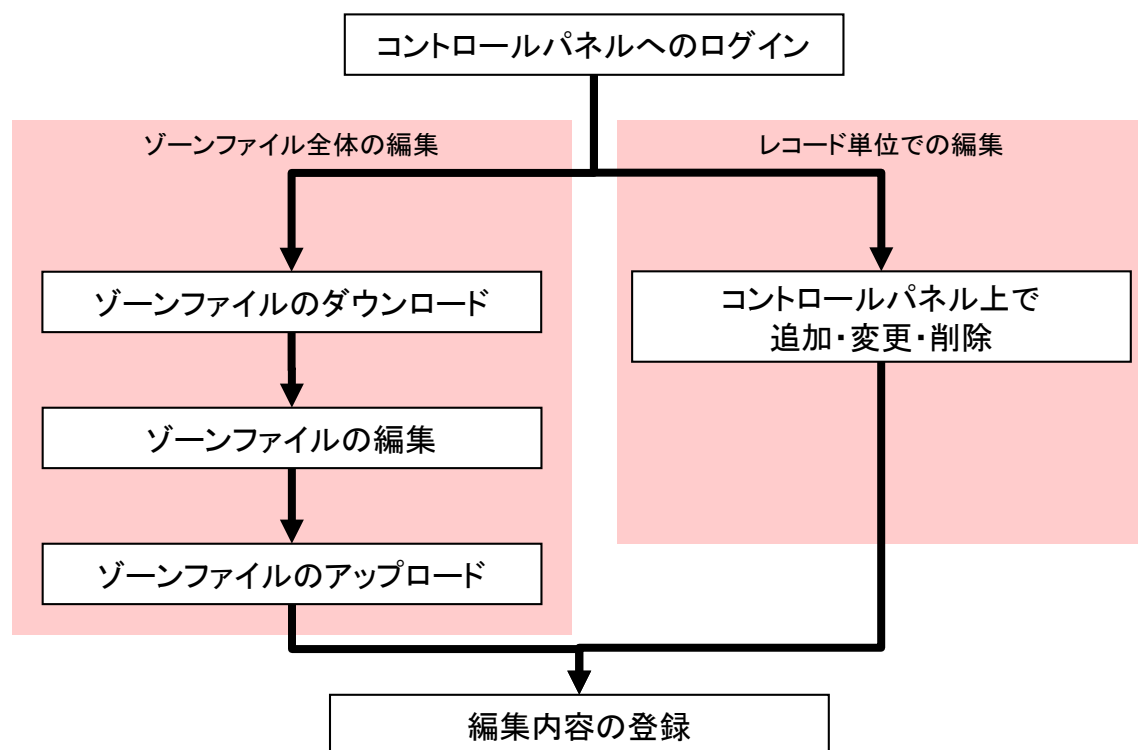 コントロールパネルへのログイン
ゾーンファイル全体の編集
ゾーンファイルのダウンロード
ゾーンファイルの編集
ゾーンファイルのアップロード
レコード単位での編集
コントロールパネル上で
追加・変更・削除
編集内容の登録